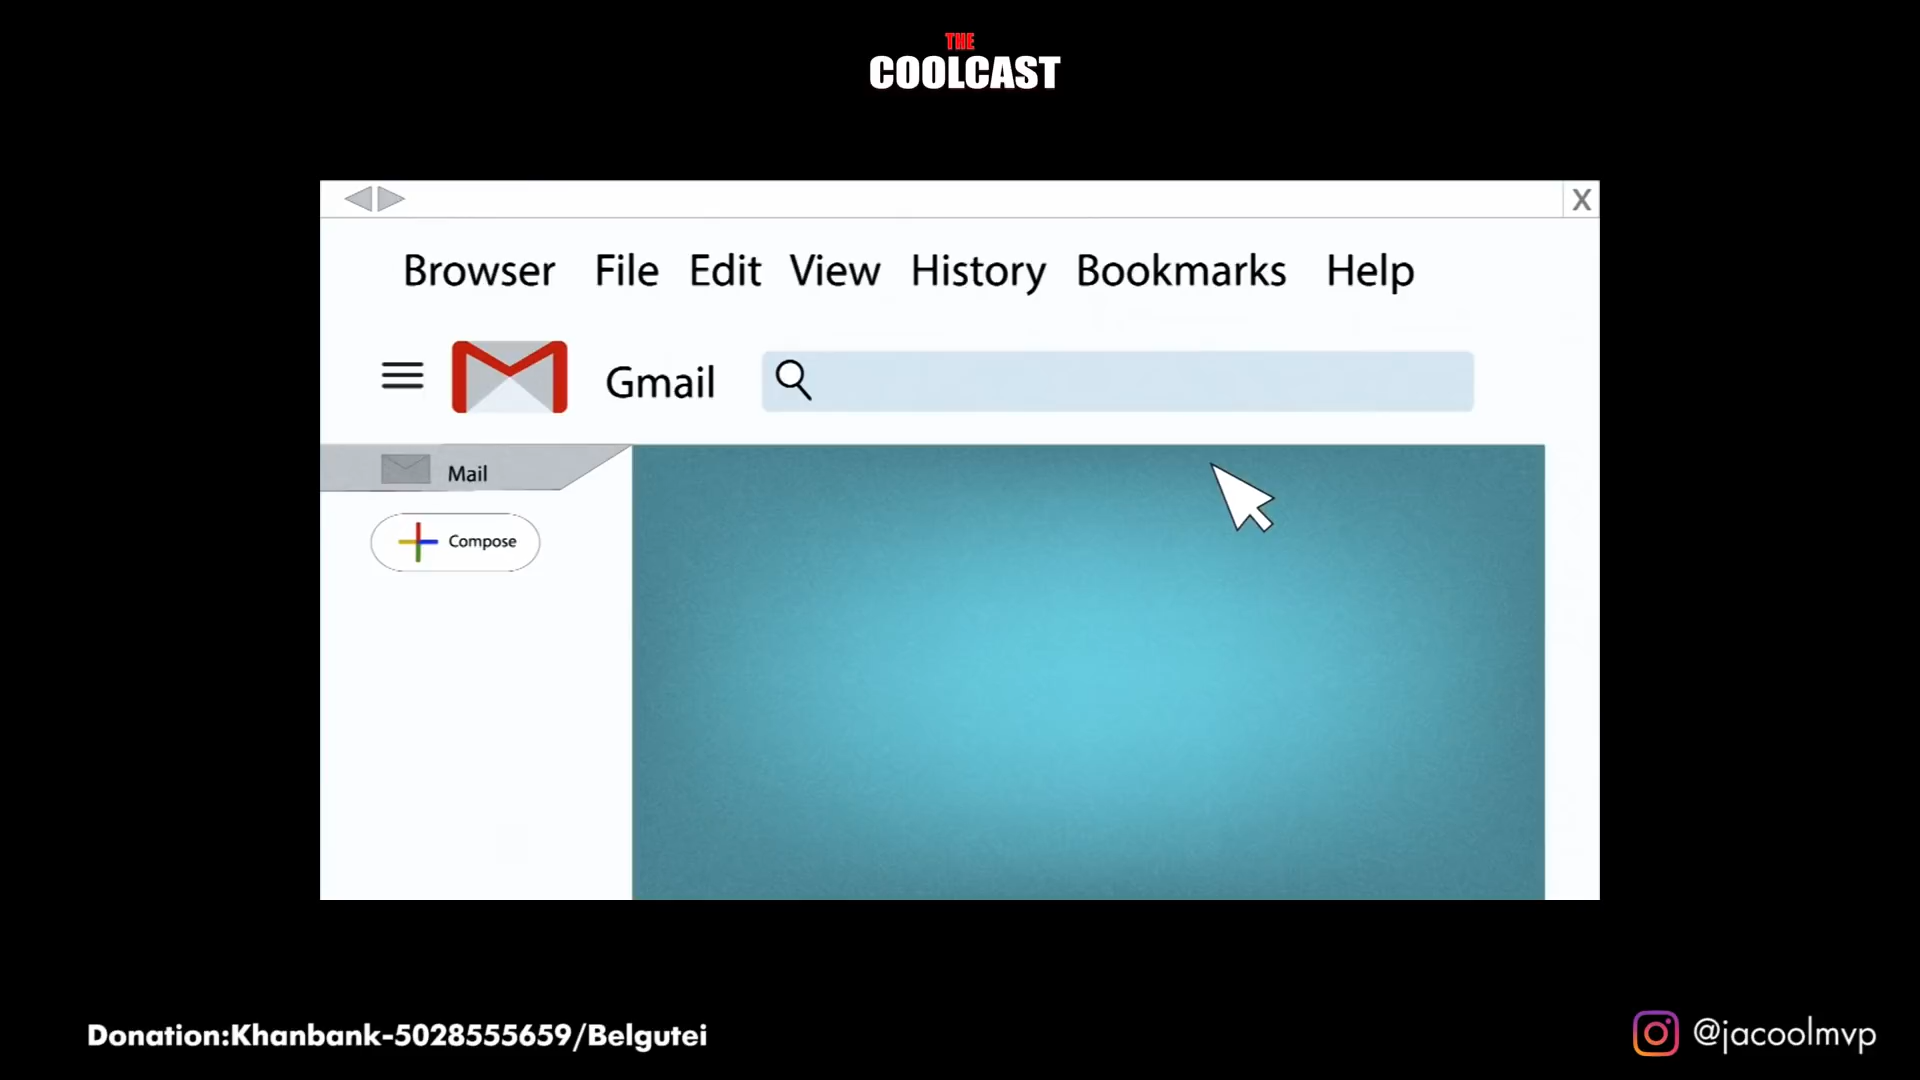 THE
COOLCAST
X
Browser File Edit View History Bookmarks Help
Gmail
Mail
Compose
Donation:Khanbank-5028555659/Belgutei
@jacoolmvp